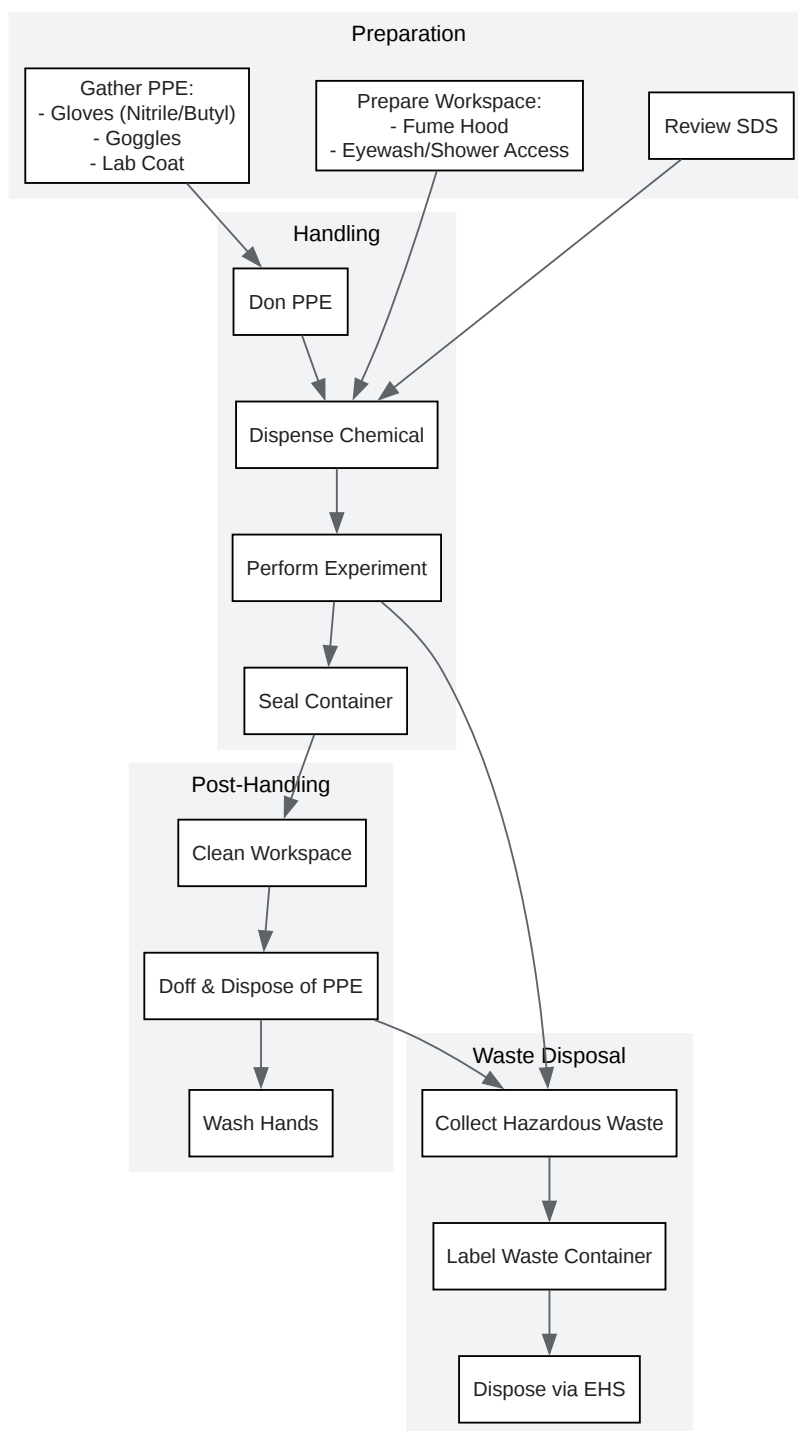 Preparation
Gather PPE:
- Gloves (Nitrile/Butyl)
- Goggles
- Lab Coat
Prepare Workspace:
- Fume Hood
- Eyewash/Shower Access
Review SDS
Handling
Don PPE
Dispense Chemical
Perform Experiment
Seal Container
Post-Handling
Clean Workspace
Doff & Dispose of PPE
Wash Hands
Waste Disposal
Collect Hazardous Waste
Label Waste Container
Dispose via EHS